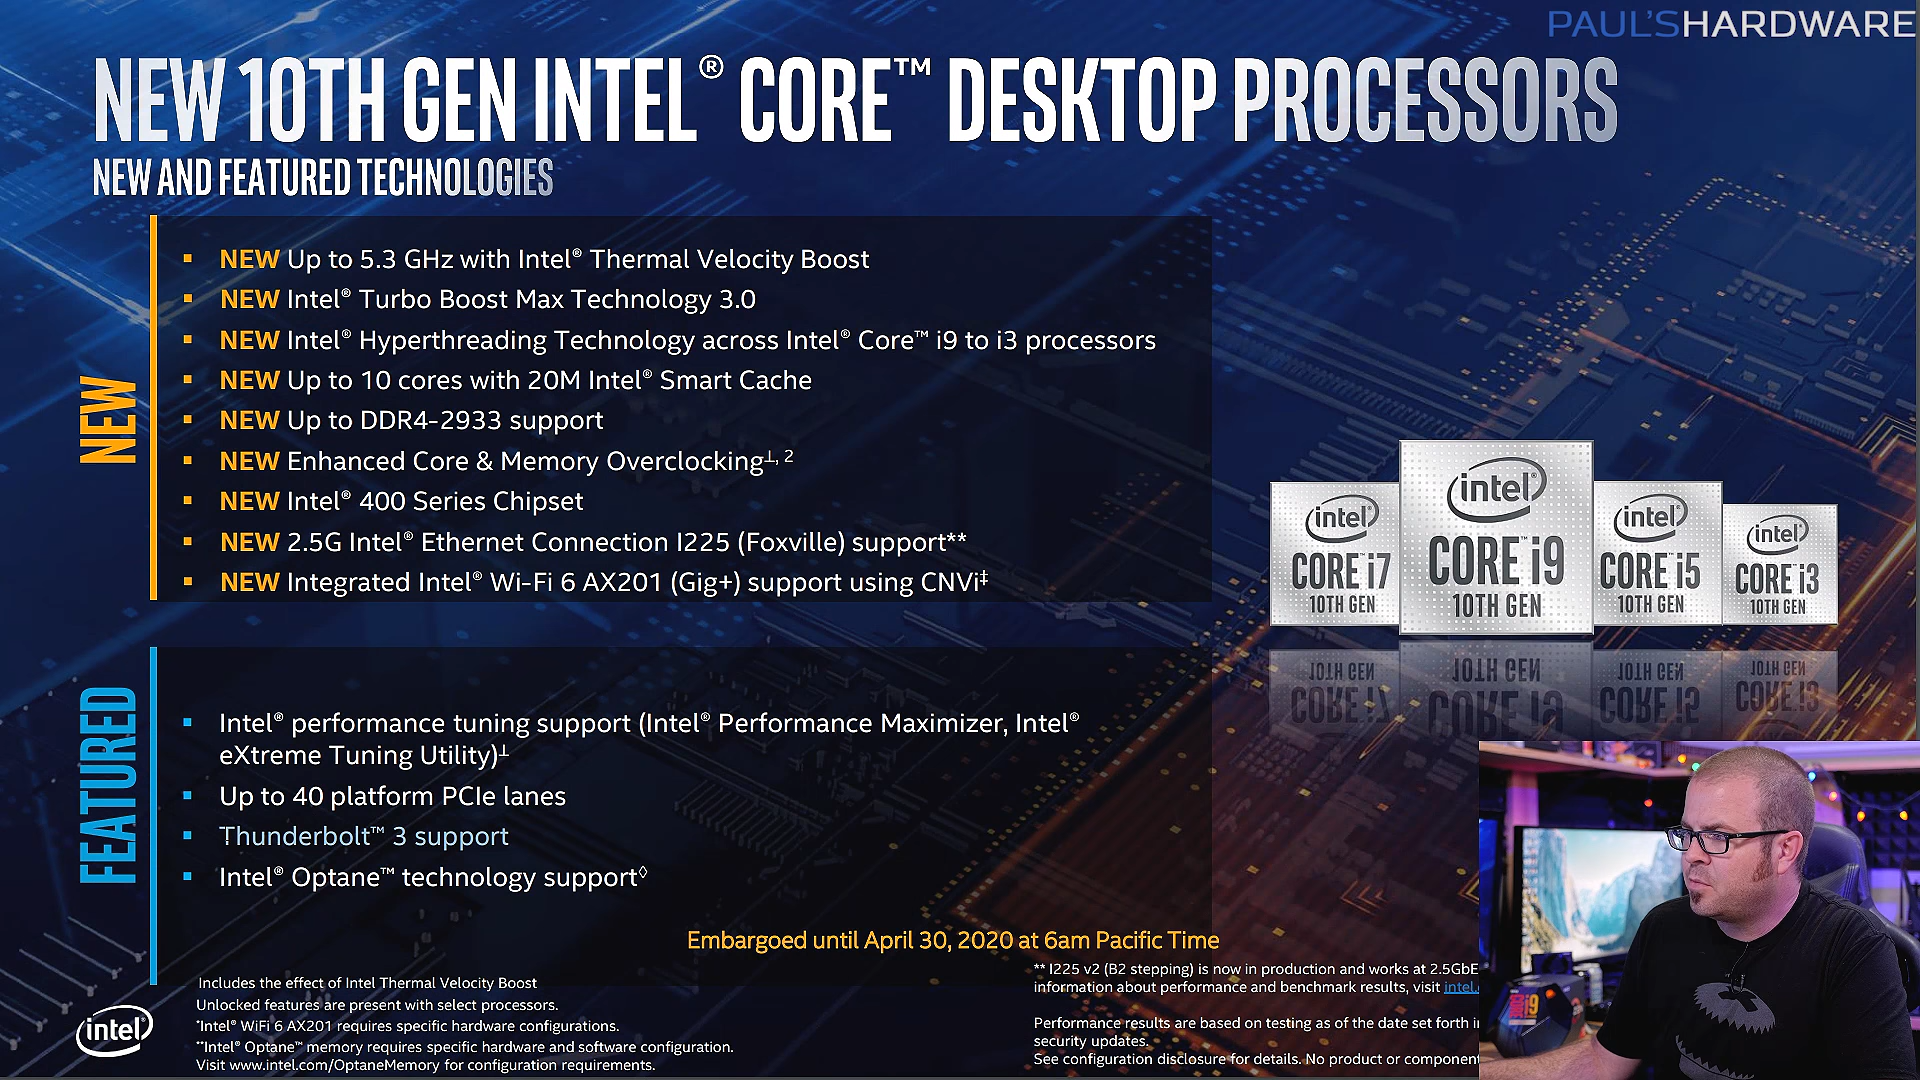 PAUL'SHARDWARE
NEW 10TH GEN INTEL® CORE™ DESKTOP PROCESSORS
NEW AND FEATURED TECHNOLOGIES
NEW
▪ NEW Up to 5.3 GHz with Intel® Thermal Velocity Boost
▪ NEW Intel® Turbo Boost Max Technology 3.0
▪ NEW Intel® Hyperthreading Technology across Intel® Core™ i9 to i3 processors
▪ NEW Up to 10 cores with 20M Intel® Smart Cache
▪ NEW Up to DDR4-2933 support
▪ NEW Enhanced Core & Memory Overclocking⊥, 2
▪ NEW Intel® 400 Series Chipset
▪ NEW 2.5G Intel® Ethernet Connection I225 (Foxville) support**
▪ NEW Integrated Intel® Wi-Fi 6 AX201 (Gig+) support using CNVi‡
intel® CORE™ i7 10TH GEN
intel® CORE™ i9 10TH GEN
intel® CORE™ i5 10TH GEN
intel® CORE™ i3 10TH GEN
FEATURED
▪ Intel® performance tuning support (Intel® Performance Maximizer, Intel®
eXtreme Tuning Utility)⊥
▪ Up to 40 platform PCIe lanes
▪ Thunderbolt™ 3 support
▪ Intel® Optane™ technology support◊
Embargoed until April 30, 2020 at 6am Pacific Time
intel®
Includes the effect of Intel Thermal Velocity Boost
Unlocked features are present with select processors.
*Intel® WiFi 6 AX201 requires specific hardware configurations.
**Intel® Optane™ memory requires specific hardware and software configuration.
Visit www.intel.com/OptaneMemory for configuration requirements.
** I225 v2 (B2 stepping) is now in production and works at 2.5GbE
information about performance and benchmark results, visit intel.
Performance results are based on testing as of the date set forth i
security updates.
See configuration disclosure for details. No product or component
i9